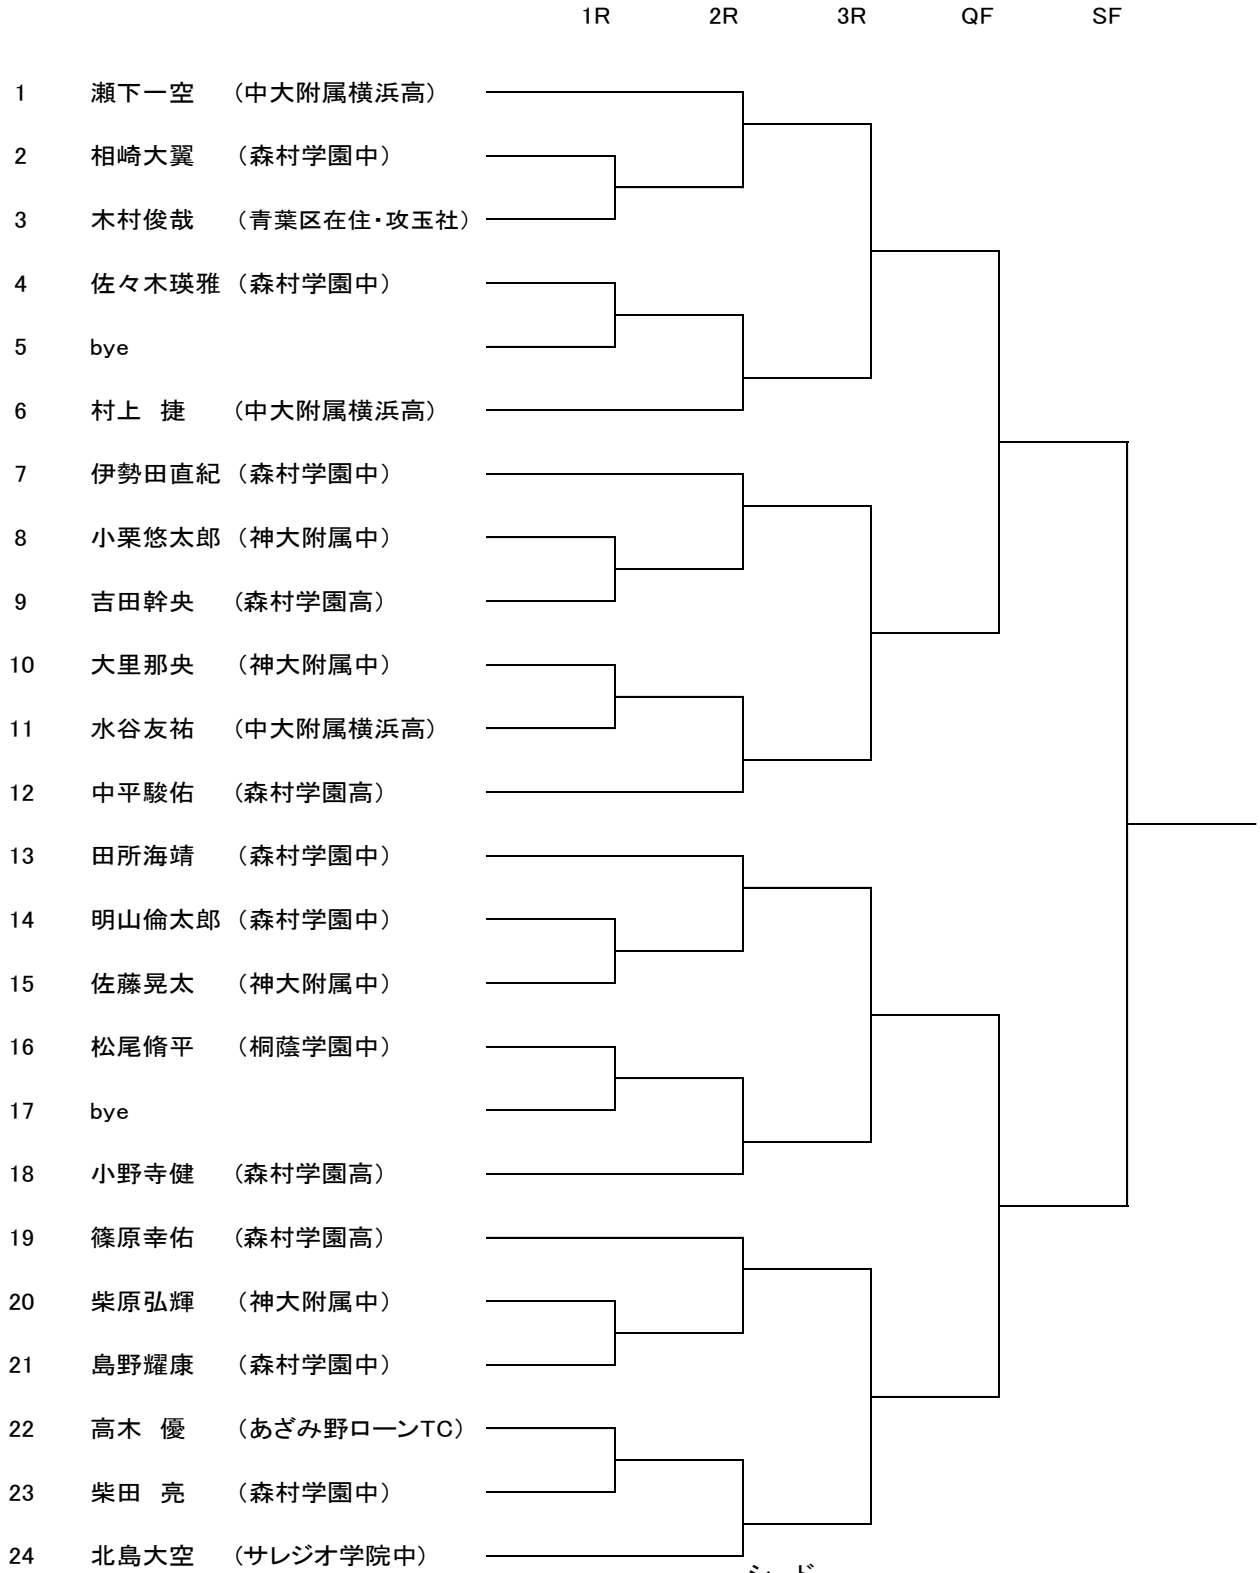 1R 2R 3R QF SF
1 瀬下一空 (中大附属横浜高)
2 相崎大翼 (森村学園中)
3 木村俊哉 (青葉区在住・攻玉社)
4 佐々木瑛雅 (森村学園中)
5 bye
6 村上 捷 (中大附属横浜高)
7 伊勢田直紀 (森村学園中)
8 小栗悠太郎 (神大附属中)
9 吉田幹央 (森村学園高)
10 大里那央 (神大附属中)
11 水谷友祐 (中大附属横浜高)
12 中平駿佑 (森村学園高)
13 田所海靖 (森村学園中)
14 明山倫太郎 (森村学園中)
15 佐藤晃太 (神大附属中)
16 松尾脩平 (桐蔭学園中)
17 bye
18 小野寺健 (森村学園高)
19 篠原幸佑 (森村学園高)
20 柴原弘輝 (神大附属中)
21 島野耀康 (森村学園中)
22 高木 優 (あざみ野ローンTC)
23 柴田 亮 (森村学園中)
24 北島大空 (サレジオ学院中)